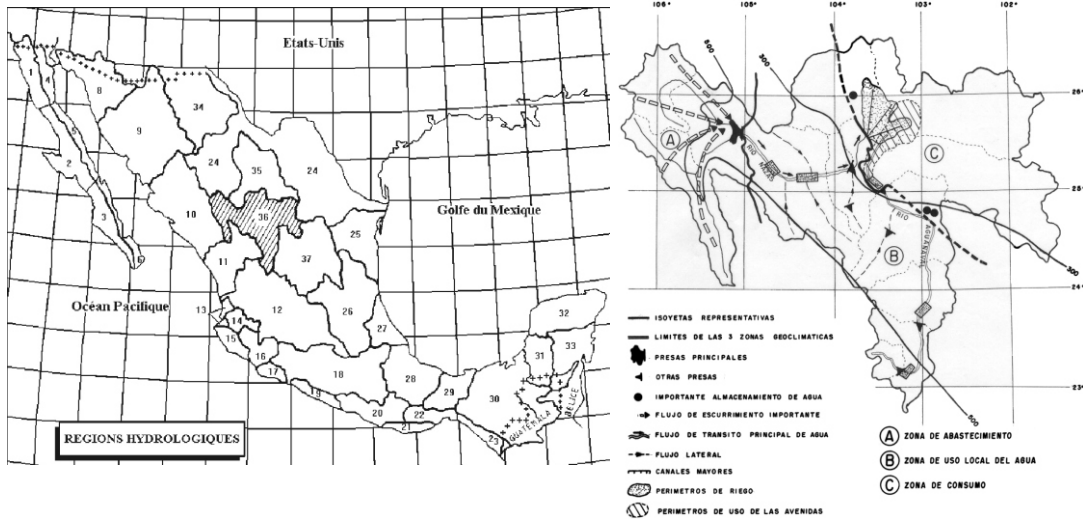 Etats-Unis
Golfe du Mexique
Océan Pacifique
1
4
8
34
9
5
2
24
35
24
3
10
36
25
6
11
37
13
12
26
14
27
15
32
16
31
33
17
18
28
29
30
19
20
22
21
23
GUATEMALA
BELICE
REGIONS HYDROLOGIQUES
106°
105°
104°
103°
102°
500
300
26°
A
C
RIO
25°
RIO
AGUANAVAL
B
300
24°
23°
500
ISOYETAS REPRESENTATIVAS
LIMITES DE LAS 3 ZONAS GEOCLIMATICAS
PRESAS PRINCIPALES
OTRAS PRESAS
IMPORTANTE ALMACENAMIENTO DE AGUA
FLUJO DE ESCURRIMIENTO IMPORTANTE
FLUJO DE TRANSITO PRINCIPAL DE AGUA
FLUJO LATERAL
CANALES MAYORES
PERIMETROS DE RIEGO
PERIMETROS DE USO DE LAS AVENIDAS
A ZONA DE ABASTECIMIENTO
B ZONA DE USO LOCAL DEL AGUA
C ZONA DE CONSUMO